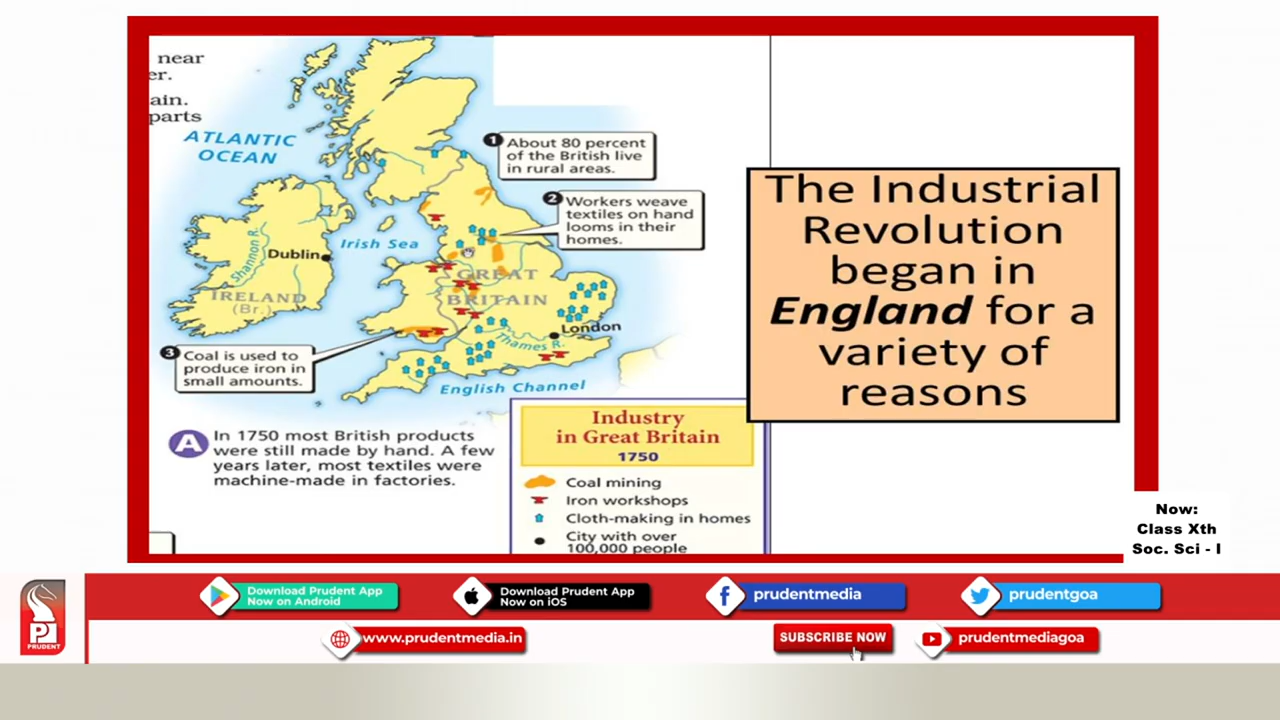 near
er.
ain.
parts
ATLANTIC
OCEAN
1
About 80 percent
of the British live
in rural areas.
2
Workers weave
textiles on hand
looms in their
homes.
Irish Sea
Shannon R.
Dublin
IRELAND
(Br.)
GREAT
BRITAIN
London
Thames R.
3
Coal is used to
produce iron in
small amounts.
English Channel
A
In 1750 most British products
were still made by hand. A few
years later, most textiles were
machine-made in factories.
Industry
in Great Britain
1750
Coal mining
Iron workshops
Cloth-making in homes
City with over
100,000 people
The Industrial
Revolution
began in
England for a
variety of
reasons
Now:
Class Xth
Soc. Sci - I
PRUDENT
Download Prudent App
Now on Android
Download Prudent App
Now on iOS
prudentmedia
prudentgoa
www.prudentmedia.in
SUBSCRIBE NOW
prudentmediagoa